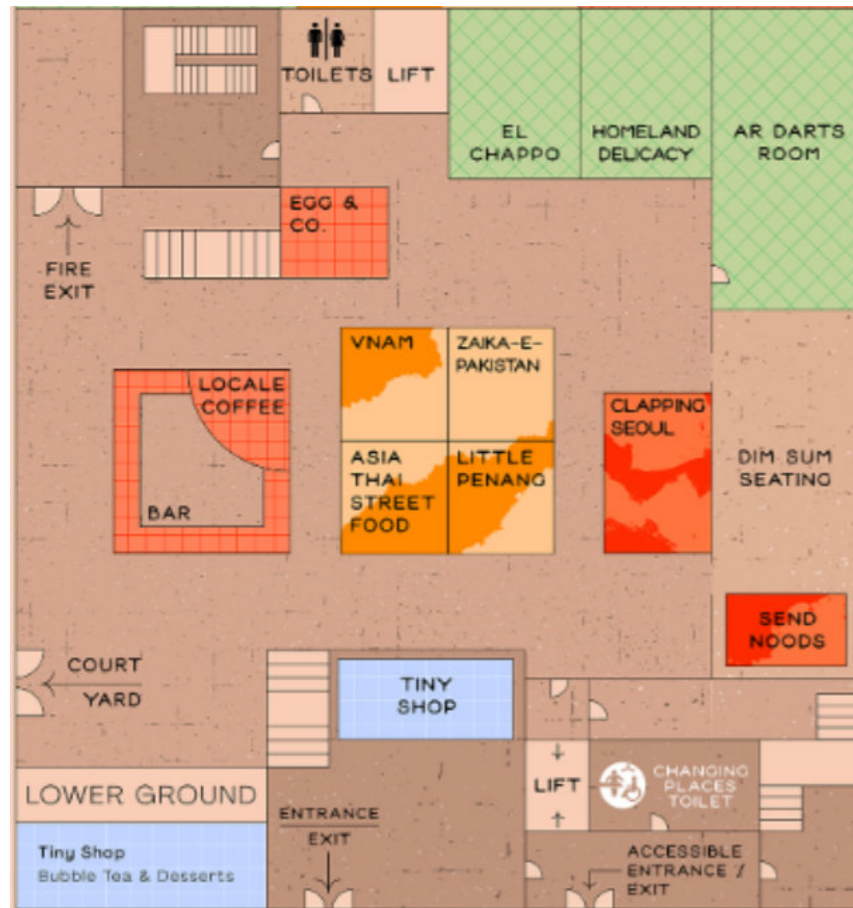 TOILETS
LIFT
EL
CHAPPO
HOMELAND
DELICACY
AR DARTS
ROOM
EGG &
CO.
FIRE
EXIT
VNAM
ZAIKA-E-
PAKISTAN
LOCALE
COFFEE
CLAPPING
SEOUL
ASIA
THAI
STREET
FOOD
LITTLE
PENANG
DIM SUM
SEATING
BAR
SEND
NOODS
COURT
YARD
TINY
SHOP
LOWER GROUND
LIFT
CHANGING
PLACES
TOILET
ENTRANCE
EXIT
Tiny Shop
Bubble Tea & Desserts
ACCESSIBLE
ENTRANCE /
EXIT